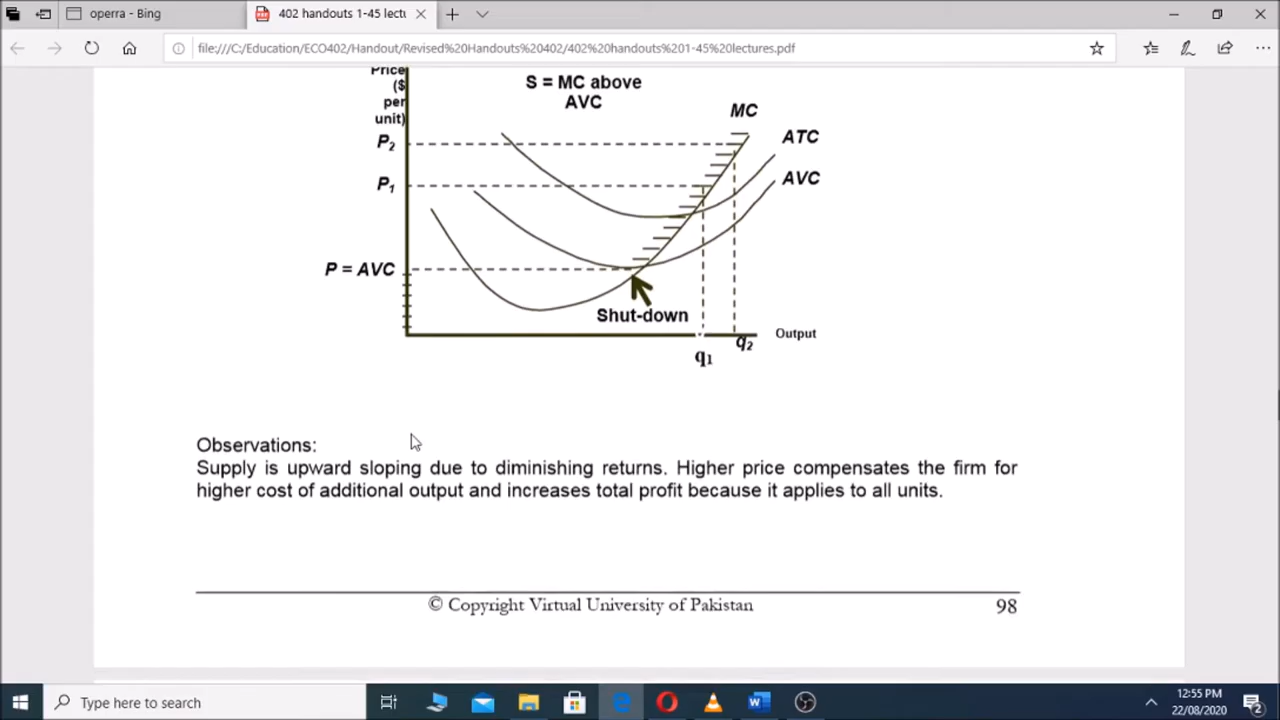 operra - Bing
402 handouts 1-45 lectu
file:///C:/Education/ECO402/Handout/Revised%20Handouts%20402/402%20handouts%201-45%20lectures.pdf
Price
($
per
unit)
S = MC above
AVC
MC
ATC
AVC
P2
P1
P = AVC
Shut-down
Output
q1
q2
Observations:
Supply is upward sloping due to diminishing returns. Higher price compensates the firm for
higher cost of additional output and increases total profit because it applies to all units.
© Copyright Virtual University of Pakistan
98
Type here to search
12:55 PM
22/08/2020
2